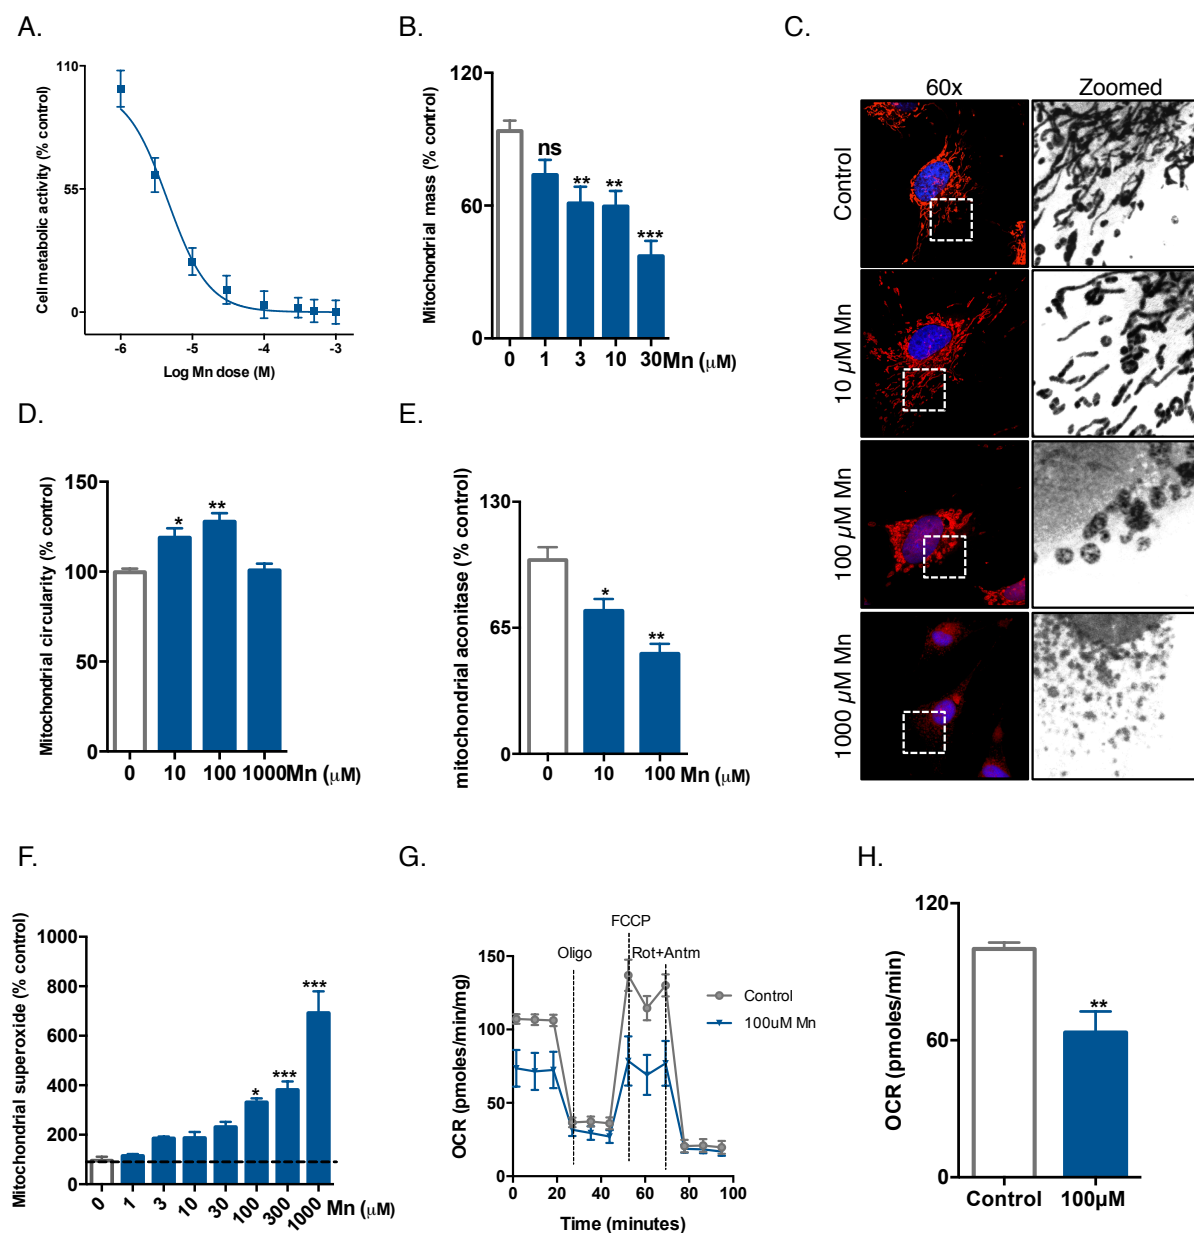 A.
110
55
0
-6
-5
-4
-3
Cell metabolic activity (% control)
Log Mn dose (M)
B.
120
60
0
Mitochondrial mass (% control)
ns
**
**
***
0 1 3 10 30 Mn (μM)
C.
60x
Zoomed
Control
10 µM Mn
100 µM Mn
1000 µM Mn
D.
150
100
50
0
Mitochondrial circularity (% control)
*
**
0 10 100 1000 Mn (μM)
E.
130
65
0
mitochondrial aconitase (% control)
*
**
0 10 100 Mn (μM)
F.
1000
800
600
400
200
0
Mitochondrial superoxide (% control)
*
***
***
0 1 3 10 30 100 300 1000 Mn (μM)
G.
FCCP
Oligo
Rot+Antm
150
100
50
0
OCR (pmoles/min/mg)
Control
100uM Mn
0 20 40 60 80 100
Time (minutes)
H.
120
60
0
OCR (pmoles/min)
**
Control 100µM